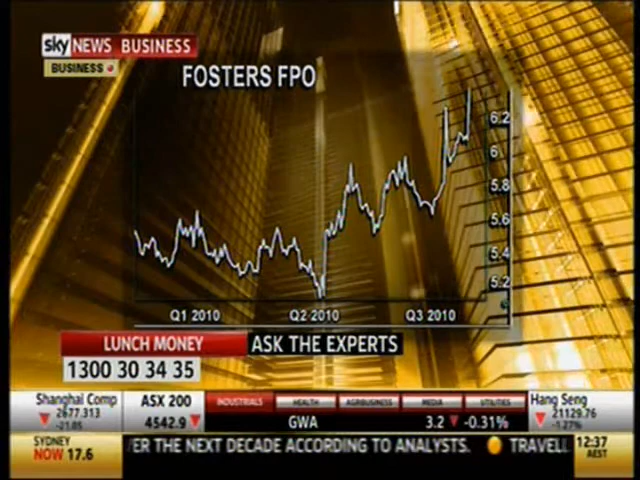 sky NEWS BUSINESS
BUSINESS
FOSTERS FPO
6.2
6
5.8
5.6
5.4
5.2
Q1 2010 Q2 2010 Q3 2010
LUNCH MONEY ASK THE EXPERTS
1300 30 34 35
Shanghai Comp ASX 200 INDUSTRIALS HEALTH AGRIBUSINESS MEDIA UTILITIES Hang Seng
2677.313 4542.9 GWA 3.2 -0.31% 21129.76
-21.05 -1.27%
SYDNEY
NOW 17.6 /ER THE NEXT DECADE ACCORDING TO ANALYSTS. TRAVELL 12:37
AEST